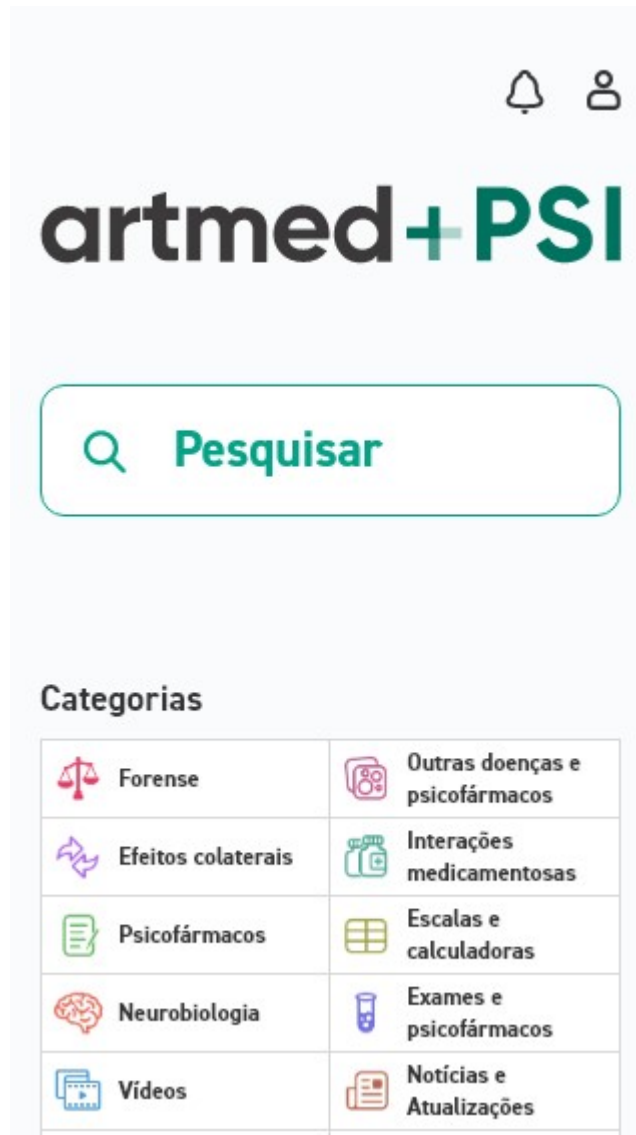 artmed+PSI
Pesquisar
Categorias
Forense
Outras doenças e
psicofármacos
Efeitos colaterais
Interações
medicamentosas
Psicofármacos
Escalas e
calculadoras
Neurobiologia
Exames e
psicofármacos
Vídeos
Notícias e
Atualizações